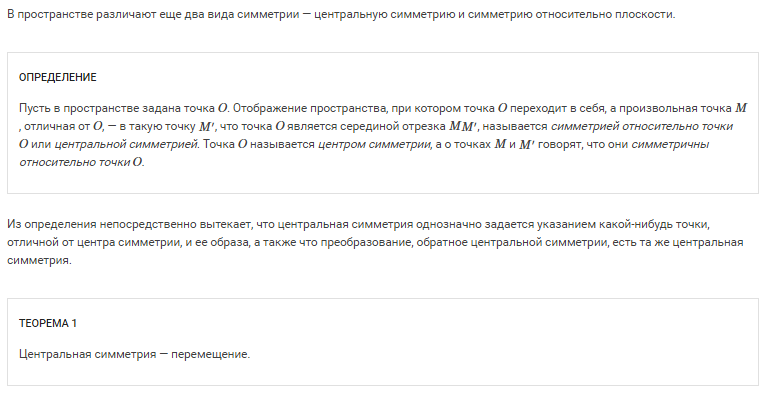 В пространстве различают еще два вида симметрии — центральную симметрию и симметрию относительно плоскости.
ОПРЕДЕЛЕНИЕ
Пусть в пространстве задана точка O. Отображение пространства, при котором точка O переходит в себя, а произвольная точка M
, отличная от O, — в такую точку M′, что точка O является серединой отрезка MM′, называется симметрией относительно точки
O или центральной симметрией. Точка O называется центром симметрии, а о точках M и M′ говорят, что они симметричны
относительно точки O.
Из определения непосредственно вытекает, что центральная симметрия однозначно задается указанием какой-нибудь точки,
отличной от центра симметрии, и ее образа, а также что преобразование, обратное центральной симметрии, есть та же центральная
симметрия.
ТЕОРЕМА 1
Центральная симметрия — перемещение.